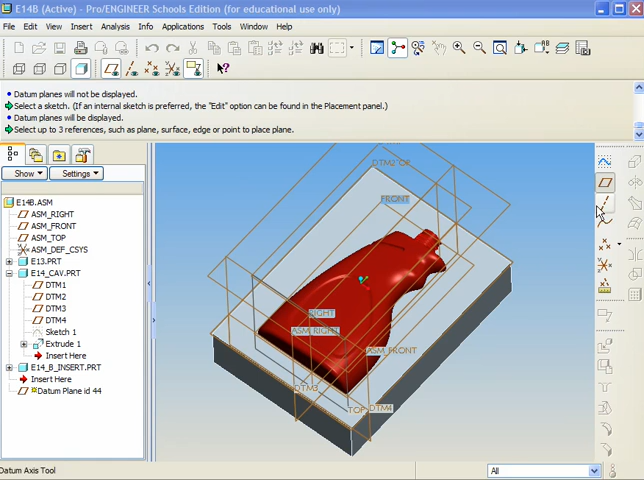 E14B (Active) - Pro/ENGINEER Schools Edition (for educational use only)
File Edit View Insert Analysis Info Applications Tools Window Help
Datum planes will not be displayed.
Select a sketch. (If an internal sketch is preferred, the "Edit" option can be found in the Placement panel.)
Datum planes will be displayed.
Select up to 3 references, such as plane, surface, edge or point to place plane.
Show Settings
E14B.ASM
ASM_RIGHT
ASM_FRONT
ASM_TOP
ASM_DEF_CSYS
E13.PRT
E14_CAV.PRT
DTM1
DTM2
DTM3
DTM4
Sketch 1
Extrude 1
Insert Here
E14_B_INSERT.PRT
Insert Here
Datum Plane id 44
FRONT
RIGHT
ASM_RIGHT
ASM_FRONT
DTM3
TOP
DTM4
Datum Axis Tool
All